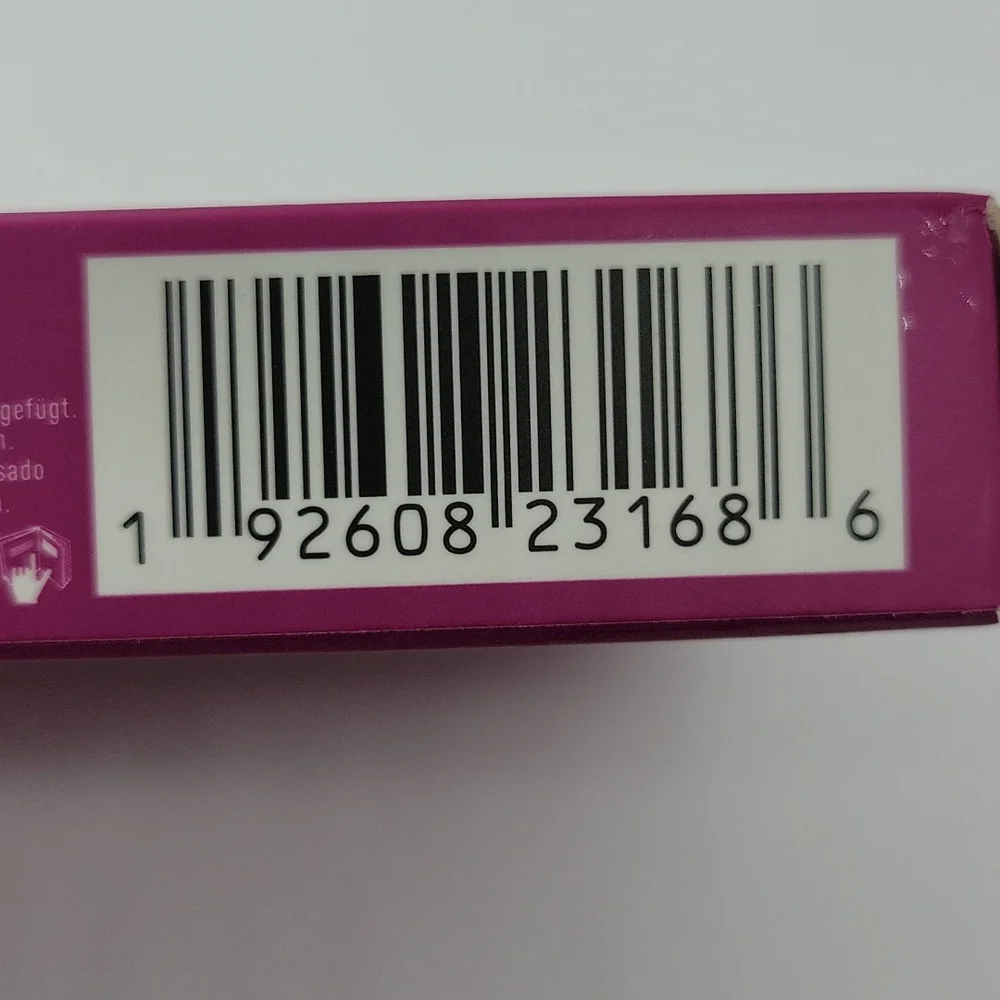 gefügt.
n.
sado
1 92608 23168 6